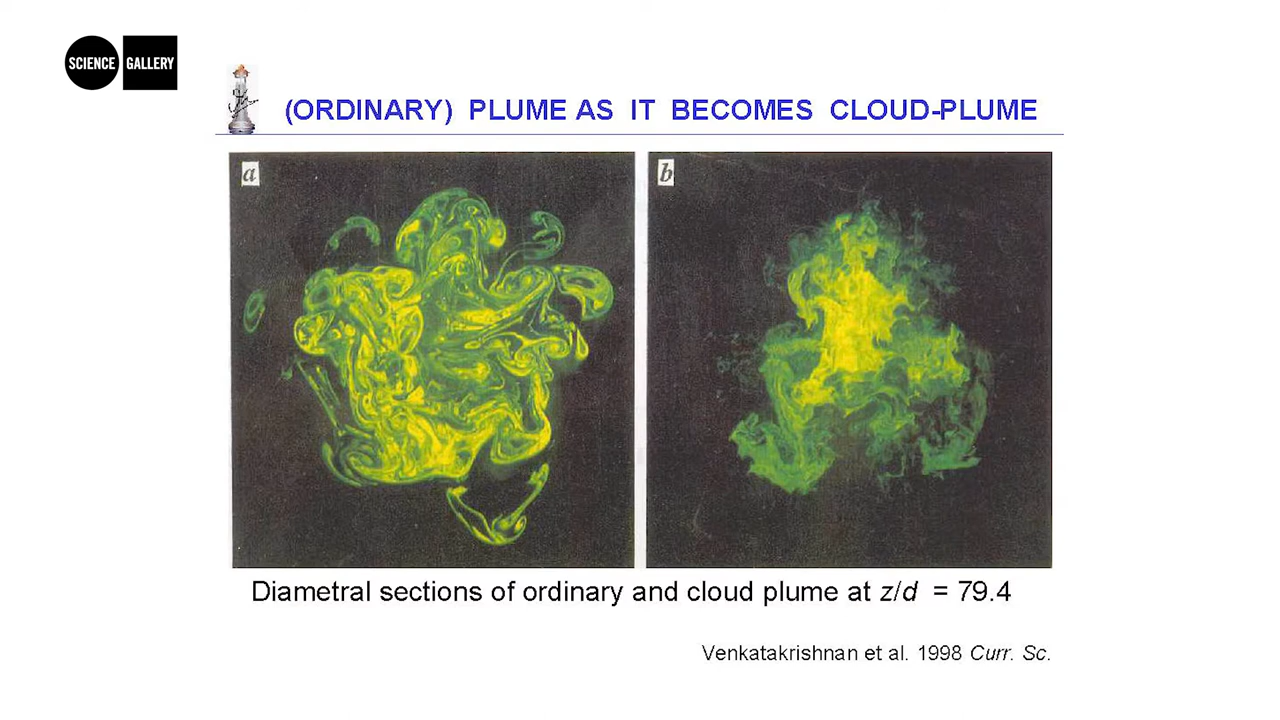 SCIENCE GALLERY
(ORDINARY) PLUME AS IT BECOMES CLOUD-PLUME
a b
Diametral sections of ordinary and cloud plume at z/d = 79.4
Venkatakrishnan et al. 1998 Curr. Sc.